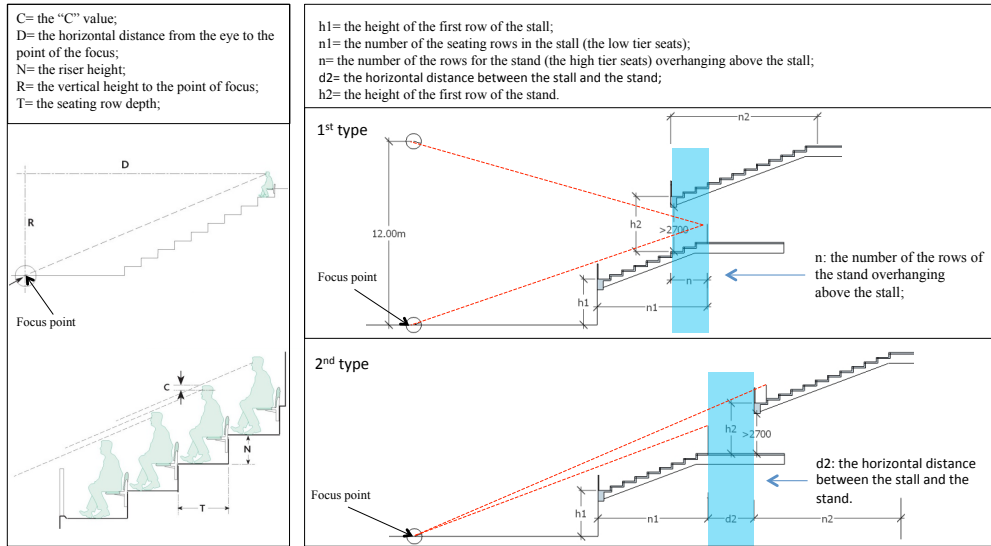 C= the “C” value;
D= the horizontal distance from the eye to the
point of the focus;
N= the riser height;
R= the vertical height to the point of focus;
T= the seating row depth;
D
R
Focus point
C
N
T
h1= the height of the first row of the stall;
n1= the number of the seating rows in the stall (the low tier seats);
n= the number of the rows for the stand (the high tier seats) overhanging above the stall;
d2= the horizontal distance between the stall and the stand;
h2= the height of the first row of the stand.
1st type
n2
12.00m
h2
>2700
Focus point
h1
n
n1
n: the number of the rows of
the stand overhanging
above the stall;
2nd type
h2
>2700
d2: the horizontal distance
between the stall and the
stand.
Focus point
h1
n1
d2
n2